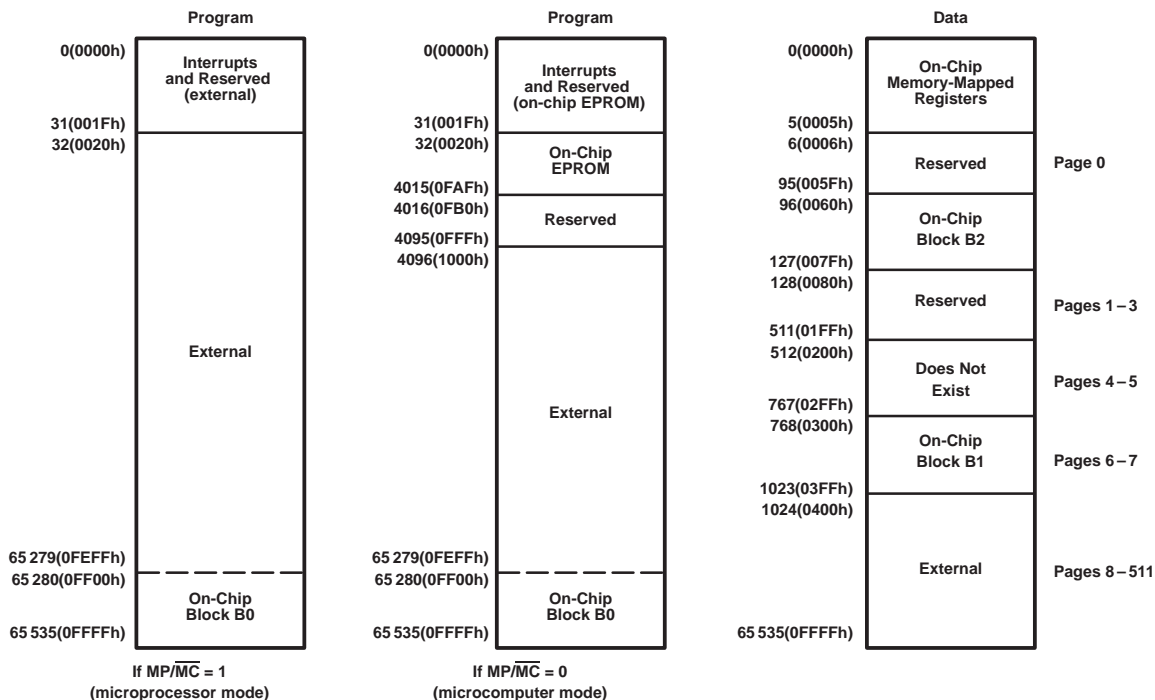 Program
0(0000h)
Interrupts
and Reserved
(external)
31(001Fh)
32(0020h)
External
65 279(0FEFFh)
65 280(0FF00h)
On-Chip
Block B0
65 535(0FFFFh)
If MP/M̅C̅ = 1
(microprocessor mode)
Program
0(0000h)
Interrupts
and Reserved
(on-chip EPROM)
31(001Fh)
32(0020h)
On-Chip
EPROM
4015(0FAFh)
4016(0FB0h)
Reserved
4095(0FFFh)
4096(1000h)
External
65 279(0FEFFh)
65 280(0FF00h)
On-Chip
Block B0
65 535(0FFFFh)
If MP/M̅C̅ = 0
(microcomputer mode)
Data
0(0000h)
On-Chip
Memory-Mapped
Registers
5(0005h)
6(0006h)
Reserved
Page 0
95(005Fh)
96(0060h)
On-Chip
Block B2
127(007Fh)
128(0080h)
Reserved
Pages 1 – 3
511(01FFh)
512(0200h)
Does Not
Exist
Pages 4 – 5
767(02FFh)
768(0300h)
On-Chip
Block B1
Pages 6 – 7
1023(03FFh)
1024(0400h)
External
Pages 8 – 511
65 535(0FFFFh)